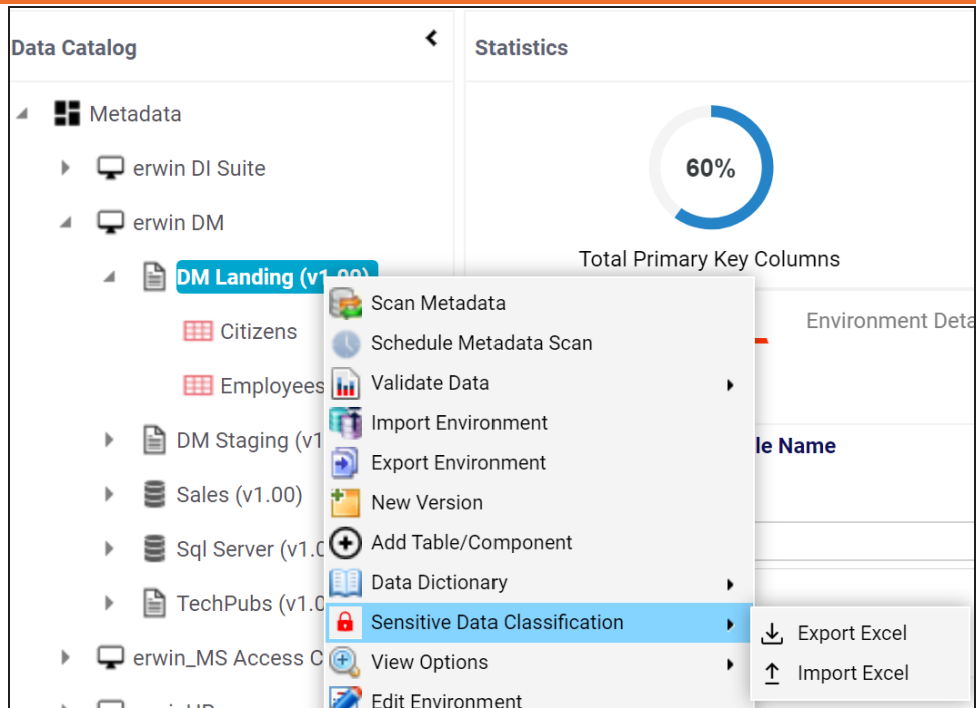 Data Catalog
Statistics
Metadata
erwin DI Suite
erwin DM
DM Landing (v1.00)
Citizens
Employees
DM Staging (v1
Sales (v1.00)
Sql Server (v1.0
TechPubs (v1.0
erwin_MS Access C
60%
Total Primary Key Columns
Environment Deta
le Name
Scan Metadata
Schedule Metadata Scan
Validate Data
Import Environment
Export Environment
New Version
Add Table/Component
Data Dictionary
Sensitive Data Classification
View Options
Edit Environment
Export Excel
Import Excel